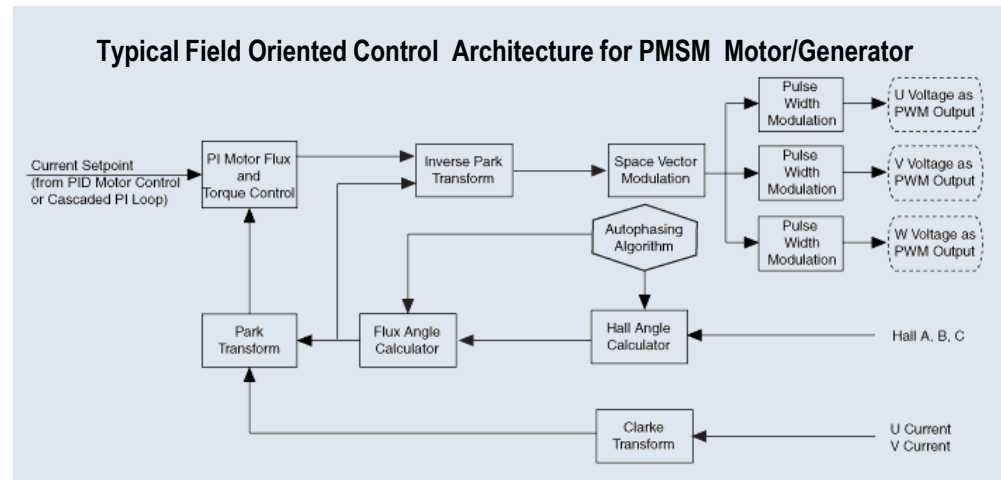 Typical Field Oriented Control Architecture for PMSM Motor/Generator
Pulse
Width
Modulation
U Voltage as
PWM Output
Current Setpoint
(from PID Motor Control
or Cascaded PI Loop)
PI Motor Flux
and
Torque Control
Inverse Park
Transform
Space Vector
Modulation
Pulse
Width
Modulation
V Voltage as
PWM Output
Autophasing
Algorithm
Pulse
Width
Modulation
W Voltage as
PWM Output
Park
Transform
Flux Angle
Calculator
Hall Angle
Calculator
Hall A, B, C
Clarke
Transform
U Current
V Current